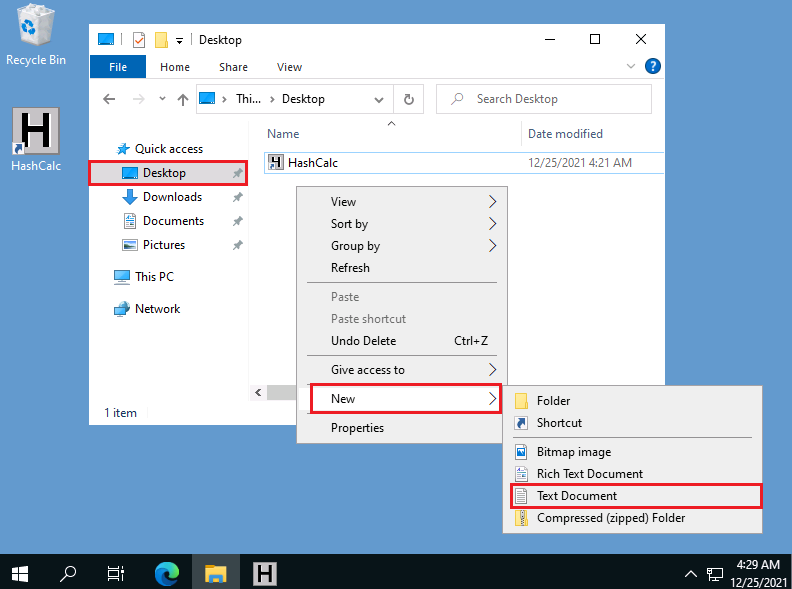 Recycle Bin
H
HashCalc
Desktop
File Home Share View ?
Thi... Desktop Search Desktop
Name Date modified
Quick access
HashCalc 12/25/2021 4:21 AM
Desktop
Downloads
Documents
Pictures
This PC
Network
1 item
View
Sort by
Group by
Refresh
Paste
Paste shortcut
Undo Delete Ctrl+Z
Give access to
New
Properties
Folder
Shortcut
Bitmap image
Rich Text Document
Text Document
Compressed (zipped) Folder
H
4:29 AM
12/25/2021